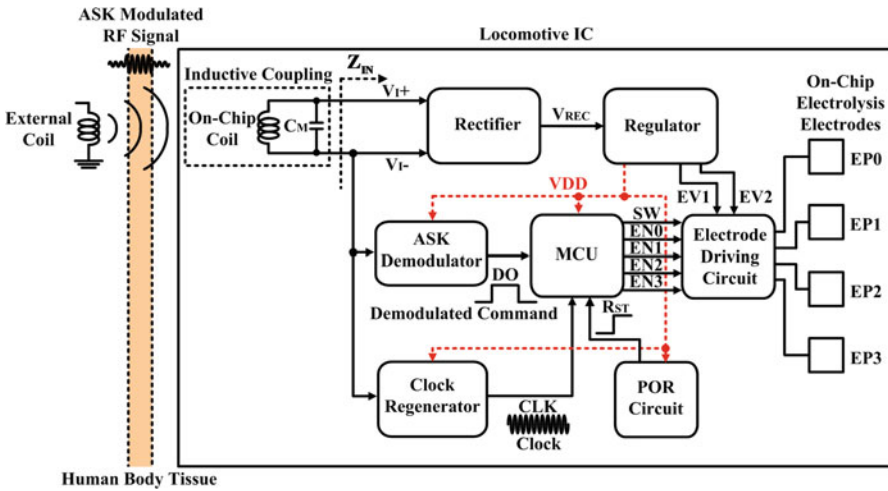 ASK Modulated
RF Signal
Locomotive IC
Inductive Coupling
ZIN
On-Chip
Electrolysis
Electrodes
External
Coil
On-Chip
Coil
CM
VI+
VI-
Rectifier
VREC
Regulator
EP0
VDD
EV1
EV2
ASK
Demodulator
DO
Demodulated Command
MCU
SW
EN0
EN1
EN2
EN3
Electrode
Driving
Circuit
EP1
EP2
RST
EP3
Clock
Regenerator
CLK
Clock
POR
Circuit
Human Body Tissue